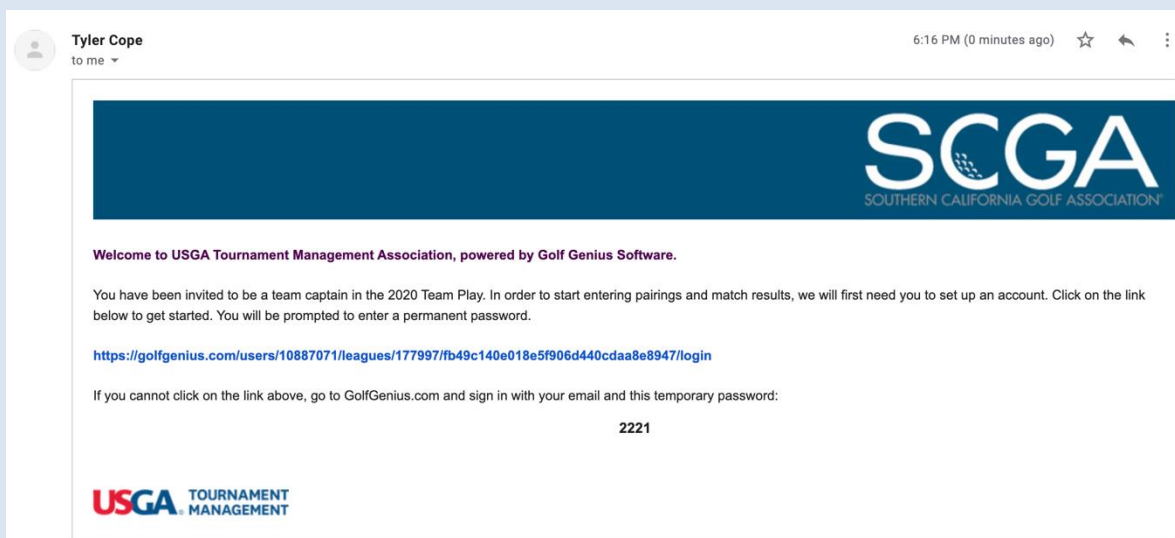 Tyler Cope
6:16 PM (0 minutes ago)
to me
SCGA
SOUTHERN CALIFORNIA GOLF ASSOCIATION
Welcome to USGA Tournament Management Association, powered by Golf Genius Software.
You have been invited to be a team captain in the 2020 Team Play. In order to start entering pairings and match results, we will first need you to set up an account. Click on the link
below to get started. You will be prompted to enter a permanent password.
https://golfgenius.com/users/10887071/leagues/177997/fb49c140e018e5f906d440cdaa8e8947/login
If you cannot click on the link above, go to GolfGenius.com and sign in with your email and this temporary password:
2221
USGA. TOURNAMENT
MANAGEMENT